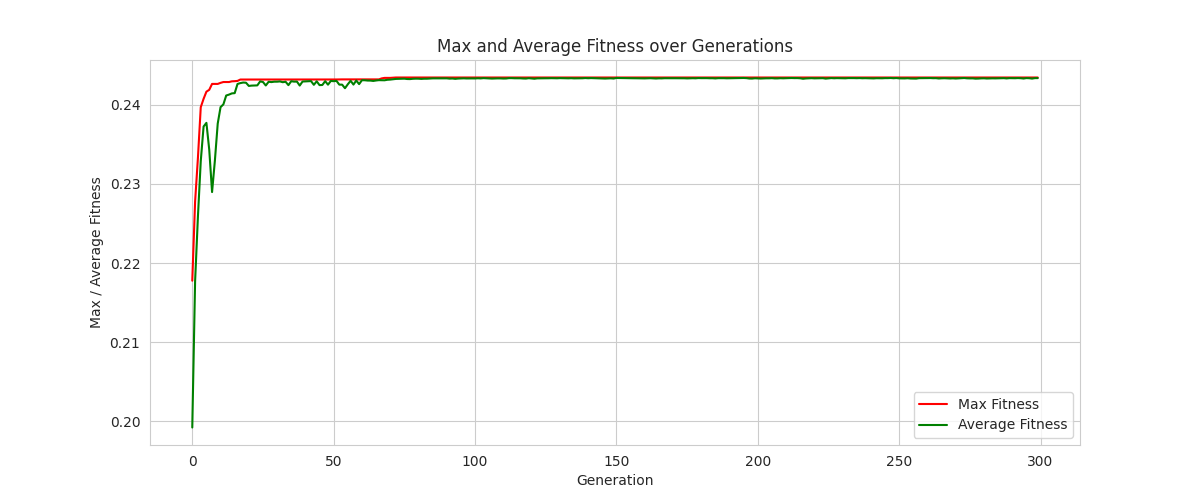 Max and Average Fitness over Generations
Max / Average Fitness
0.24
0.23
0.22
0.21
0.20
0
50
100
150
200
250
300
Generation
Max Fitness
Average Fitness